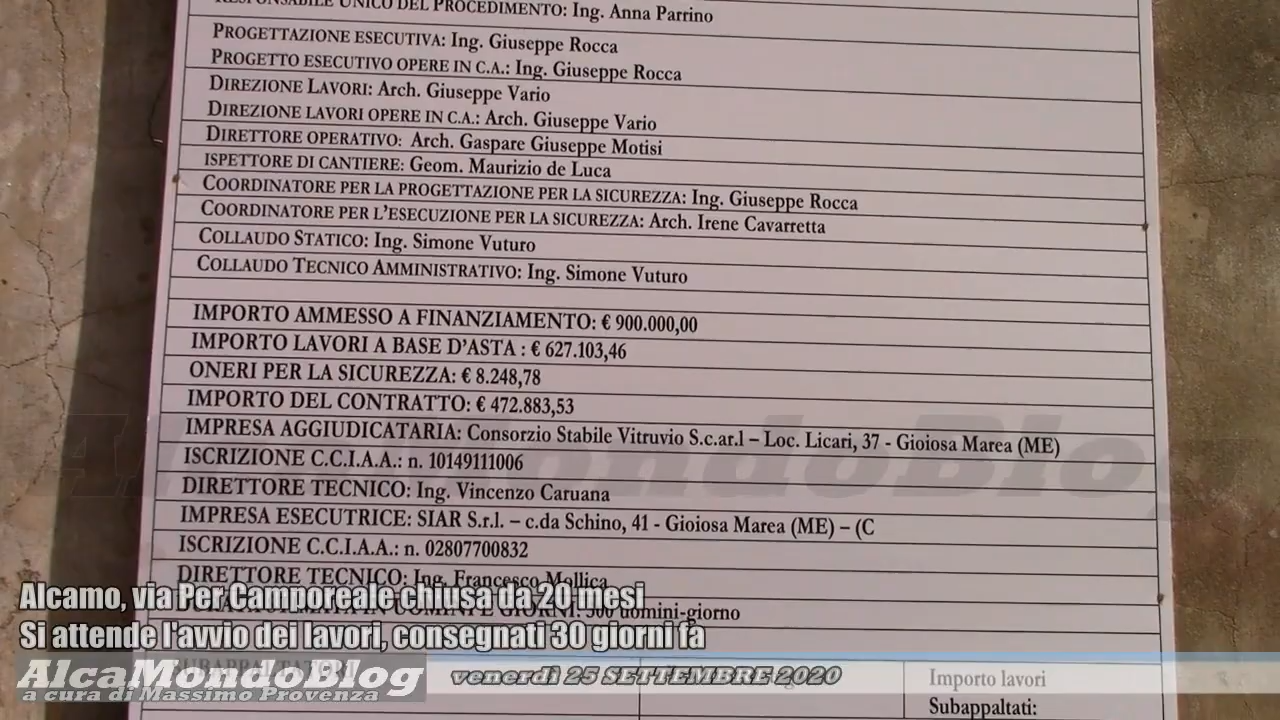 RESPONSABILE UNICO DEL PROCEDIMENTO: Ing. Anna Parrino
PROGETTAZIONE ESECUTIVA: Ing. Giuseppe Rocca
PROGETTO ESECUTIVO OPERE IN C.A.: Ing. Giuseppe Rocca
DIREZIONE LAVORI: Arch. Giuseppe Vario
DIREZIONE LAVORI OPERE IN C.A.: Arch. Giuseppe Vario
DIRETTORE OPERATIVO: Arch. Gaspare Giuseppe Motisi
ISPETTORE DI CANTIERE: Geom. Maurizio de Luca
COORDINATORE PER LA PROGETTAZIONE PER LA SICUREZZA: Ing. Giuseppe Rocca
COORDINATORE PER L'ESECUZIONE PER LA SICUREZZA: Arch. Irene Cavarretta
COLLAUDO STATICO: Ing. Simone Vuturo
COLLAUDO TECNICO AMMINISTRATIVO: Ing. Simone Vuturo
IMPORTO AMMESSO A FINANZIAMENTO: € 900.000,00
IMPORTO LAVORI A BASE D'ASTA : € 627.103,46
ONERI PER LA SICUREZZA: € 8.248,78
IMPORTO DEL CONTRATTO: € 472.883,53
IMPRESA AGGIUDICATARIA: Consorzio Stabile Vitruvio S.c.ar.l – Loc. Licari, 37 - Gioiosa Marea (ME)
ISCRIZIONE C.C.I.A.A.: n. 10149111006
DIRETTORE TECNICO: Ing. Vincenzo Caruana
IMPRESA ESECUTRICE: SIAR S.r.l. – c.da Schino, 41 - Gioiosa Marea (ME) – (C
ISCRIZIONE C.C.I.A.A.: n. 02807700832
DIRETTORE TECNICO: Ing. Francesco Mollica
UOMINI E GIORNI: 500 uomini-giorno
AlcaMondoBlog
Alcamo, via Per Camporeale chiusa da 20 mesi
Si attende l'avvio dei lavori, consegnati 30 giorni fa
AlcaMondoBlog
a cura di Massimo Provenza
venerdì 25 SETTEMBRE 2020
Importo lavori
Subappaltati: